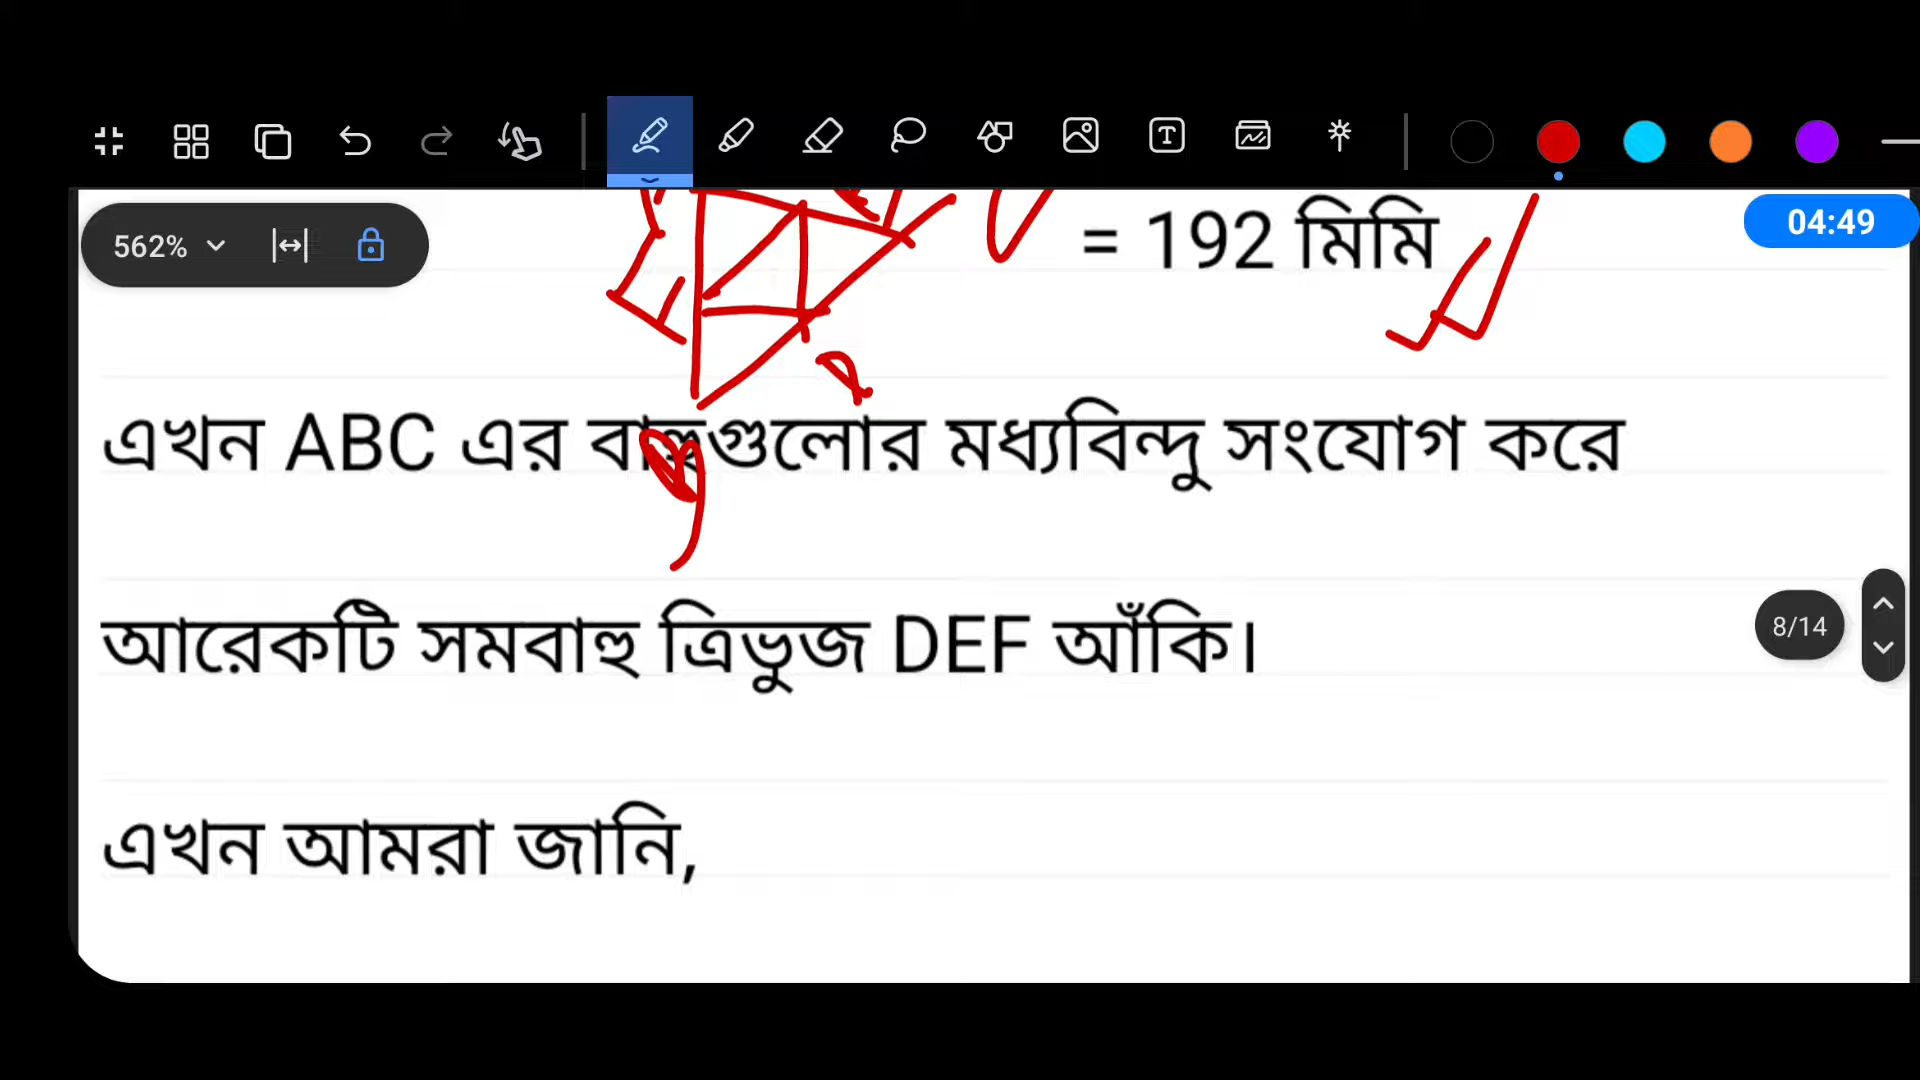 562%
= 192 মিমি
04:49
এখন ABC এর বাহুগুলোর মধ্যবিন্দু সংযোগ করে
আরেকটি সমবাহু ত্রিভুজ DEF আঁকি।
8/14
এখন আমরা জানি,